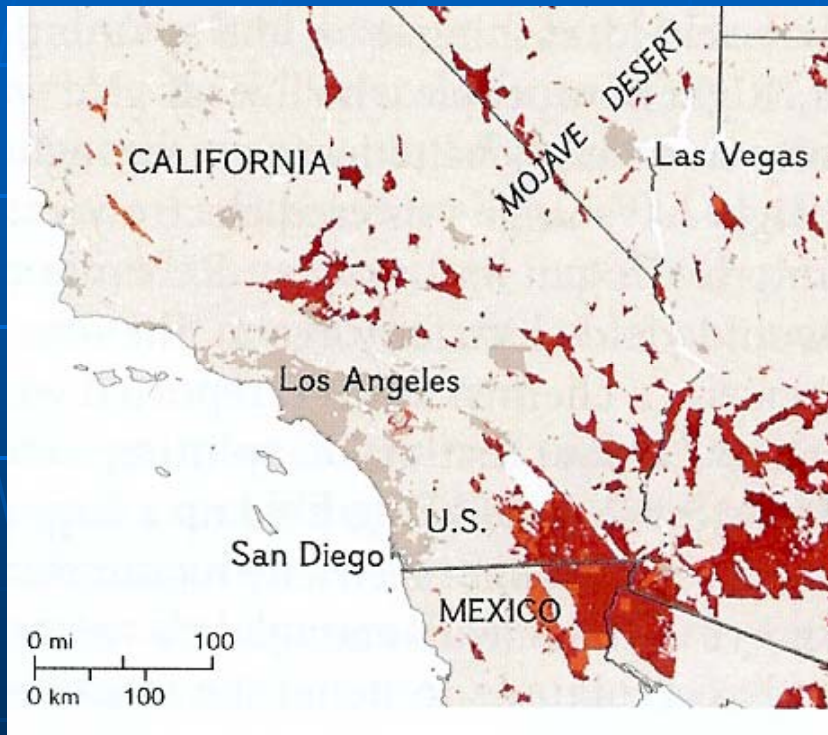 MOJAVE DESERT
CALIFORNIA
Las Vegas
Los Angeles
U.S.
San Diego
MEXICO
0 mi 100
0 km 100